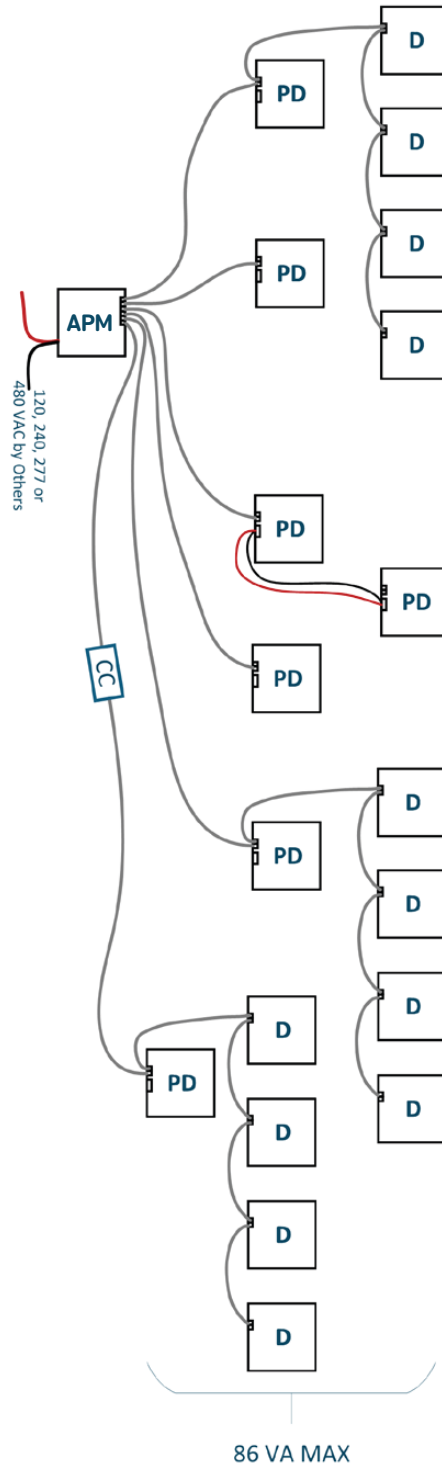 D
PD
D
D
PD
APM
D
120, 240, 277 or
480 VAC by Others
PD
PD
PD
CC
D
PD
D
D
D
PD
D
D
D
D
86 VA MAX